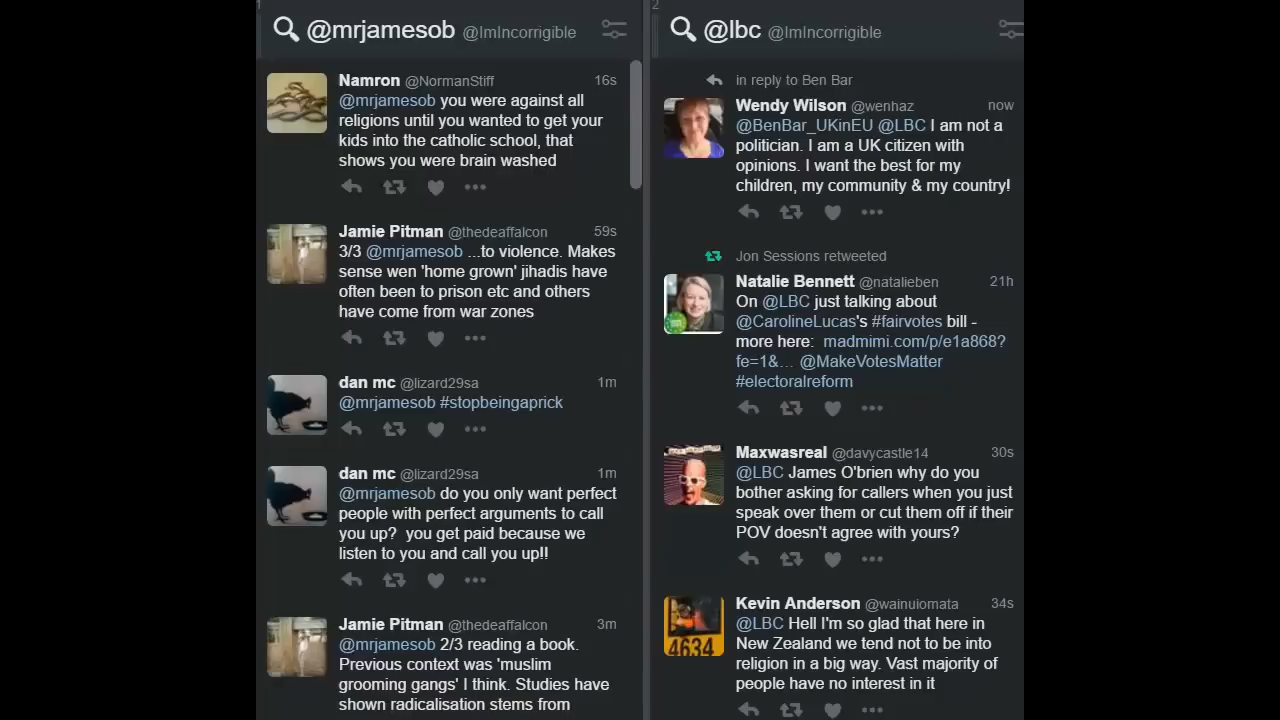 1
@mrjamesob @ImIncorrigible
Namron @NormanStiff 16s
@mrjamesob you were against all
religions until you wanted to get your
kids into the catholic school, that
shows you were brain washed
Jamie Pitman @thedeaffalcon 59s
3/3 @mrjamesob ...to violence. Makes
sense wen 'home grown' jihadis have
often been to prison etc and others
have come from war zones
dan mc @lizard29sa 1m
@mrjamesob #stopbeingaprick
dan mc @lizard29sa 1m
@mrjamesob do you only want perfect
people with perfect arguments to call
you up?  you get paid because we
listen to you and call you up!!
Jamie Pitman @thedeaffalcon 3m
@mrjamesob 2/3 reading a book.
Previous context was 'muslim
grooming gangs' I think. Studies have
shown radicalisation stems from
2
@lbc @ImIncorrigible
in reply to Ben Bar
Wendy Wilson @wenhaz now
@BenBar_UKinEU @LBC I am not a
politician. I am a UK citizen with
opinions. I want the best for my
children, my community & my country!
Jon Sessions retweeted
Natalie Bennett @natalieben 21h
On @LBC just talking about
@CarolineLucas's #fairvotes bill -
more here:  madmimi.com/p/e1a868?
fe=1&… @MakeVotesMatter
#electoralreform
Maxwasreal @davycastle14 30s
@LBC James O'brien why do you
bother asking for callers when you just
speak over them or cut them off if their
POV doesn't agree with yours?
Kevin Anderson @wainuiomata 34s
@LBC Hell I'm so glad that here in
New Zealand we tend not to be into
religion in a big way. Vast majority of
people have no interest in it
4634